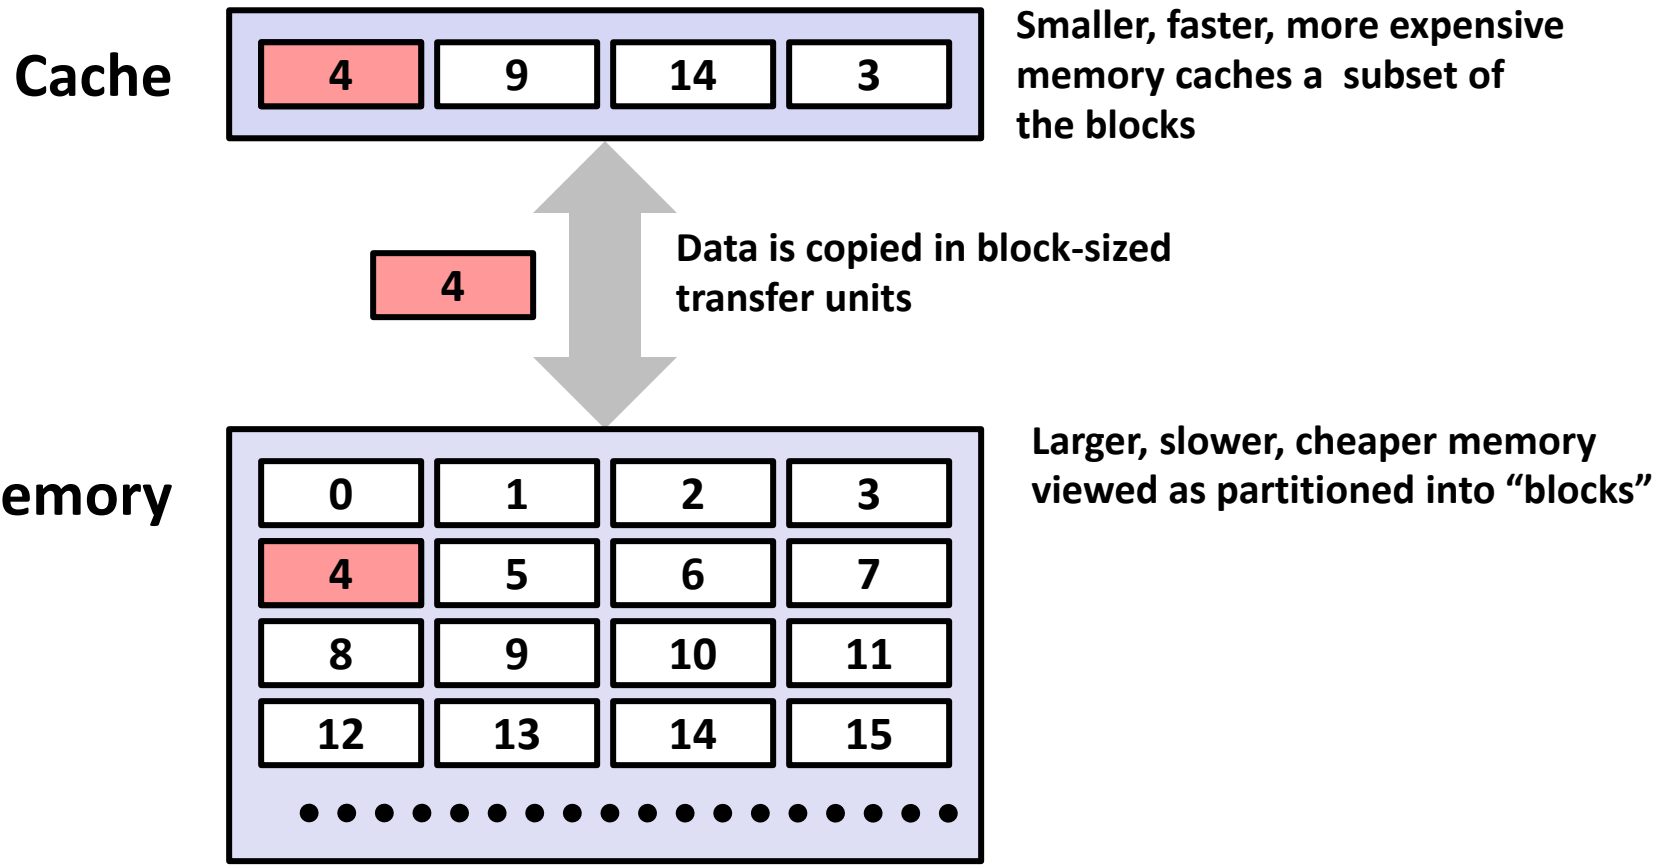 Cache
4 9 14 3
Smaller, faster, more expensive
memory caches a subset of
the blocks
4
Data is copied in block-sized
transfer units
emory
0 1 2 3
4 5 6 7
8 9 10 11
12 13 14 15
Larger, slower, cheaper memory
viewed as partitioned into “blocks”